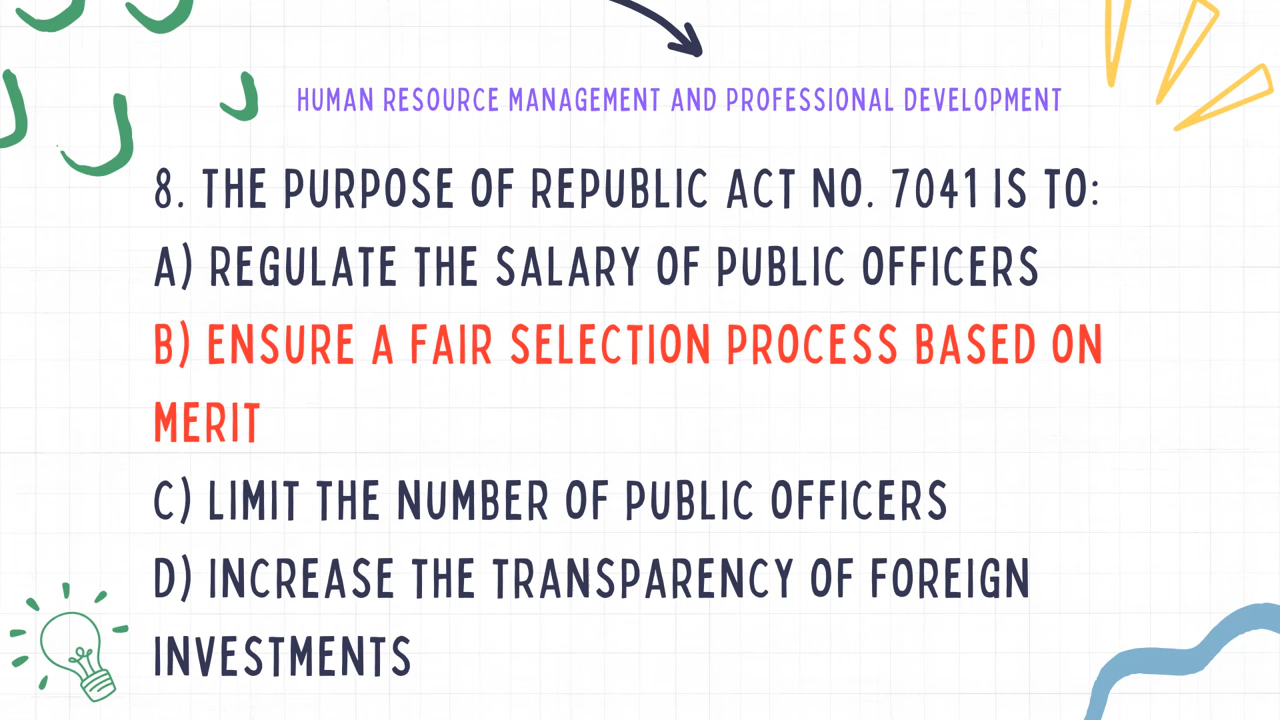 HUMAN RESOURCE MANAGEMENT AND PROFESSIONAL DEVELOPMENT
8. THE PURPOSE OF REPUBLIC ACT NO. 7041 IS TO:
A) REGULATE THE SALARY OF PUBLIC OFFICERS
B) ENSURE A FAIR SELECTION PROCESS BASED ON
MERIT
C) LIMIT THE NUMBER OF PUBLIC OFFICERS
D) INCREASE THE TRANSPARENCY OF FOREIGN
INVESTMENTS